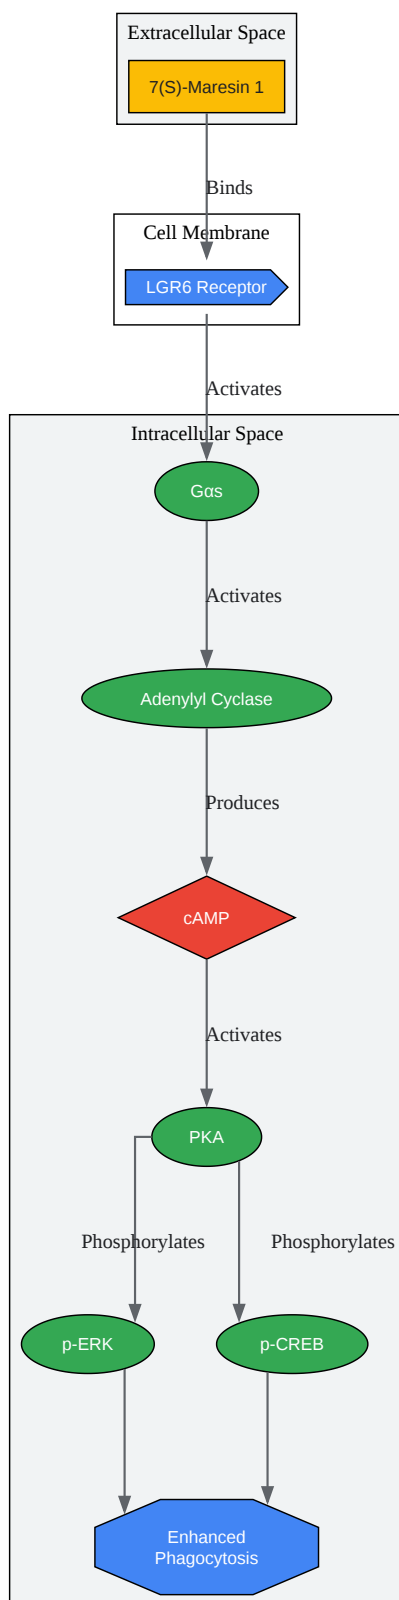 Extracellular Space
7(S)-Maresin 1
Binds
Cell Membrane
LGR6 Receptor
Activates
Intracellular Space
Gαs
Activates
Adenylyl Cyclase
Produces
cAMP
Activates
PKA
Phosphorylates
Phosphorylates
p-ERK
p-CREB
Enhanced
Phagocytosis